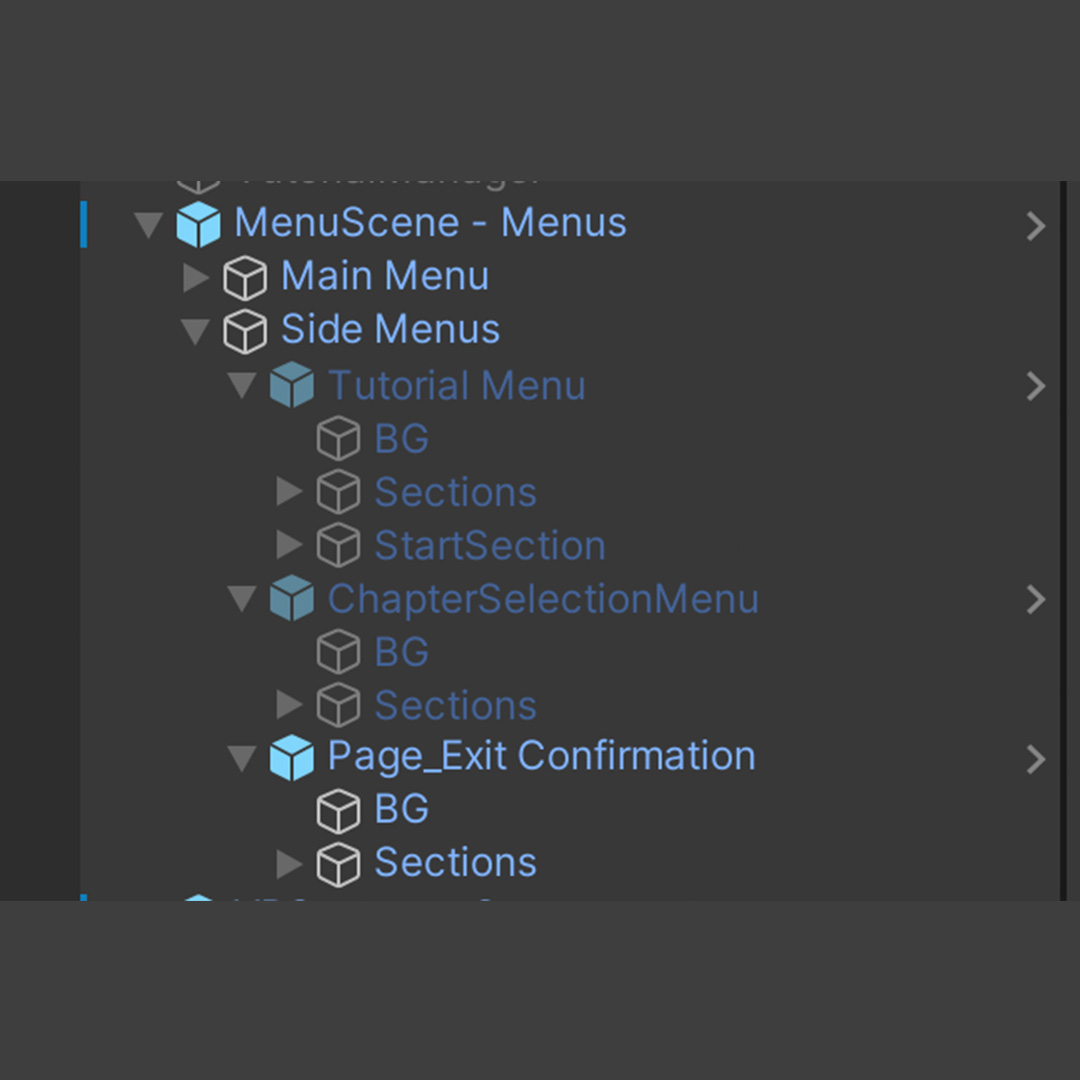 MenuScene - Menus
Main Menu
Side Menus
Tutorial Menu
BG
Sections
StartSection
ChapterSelectionMenu
BG
Sections
Page_Exit Confirmation
BG
Sections